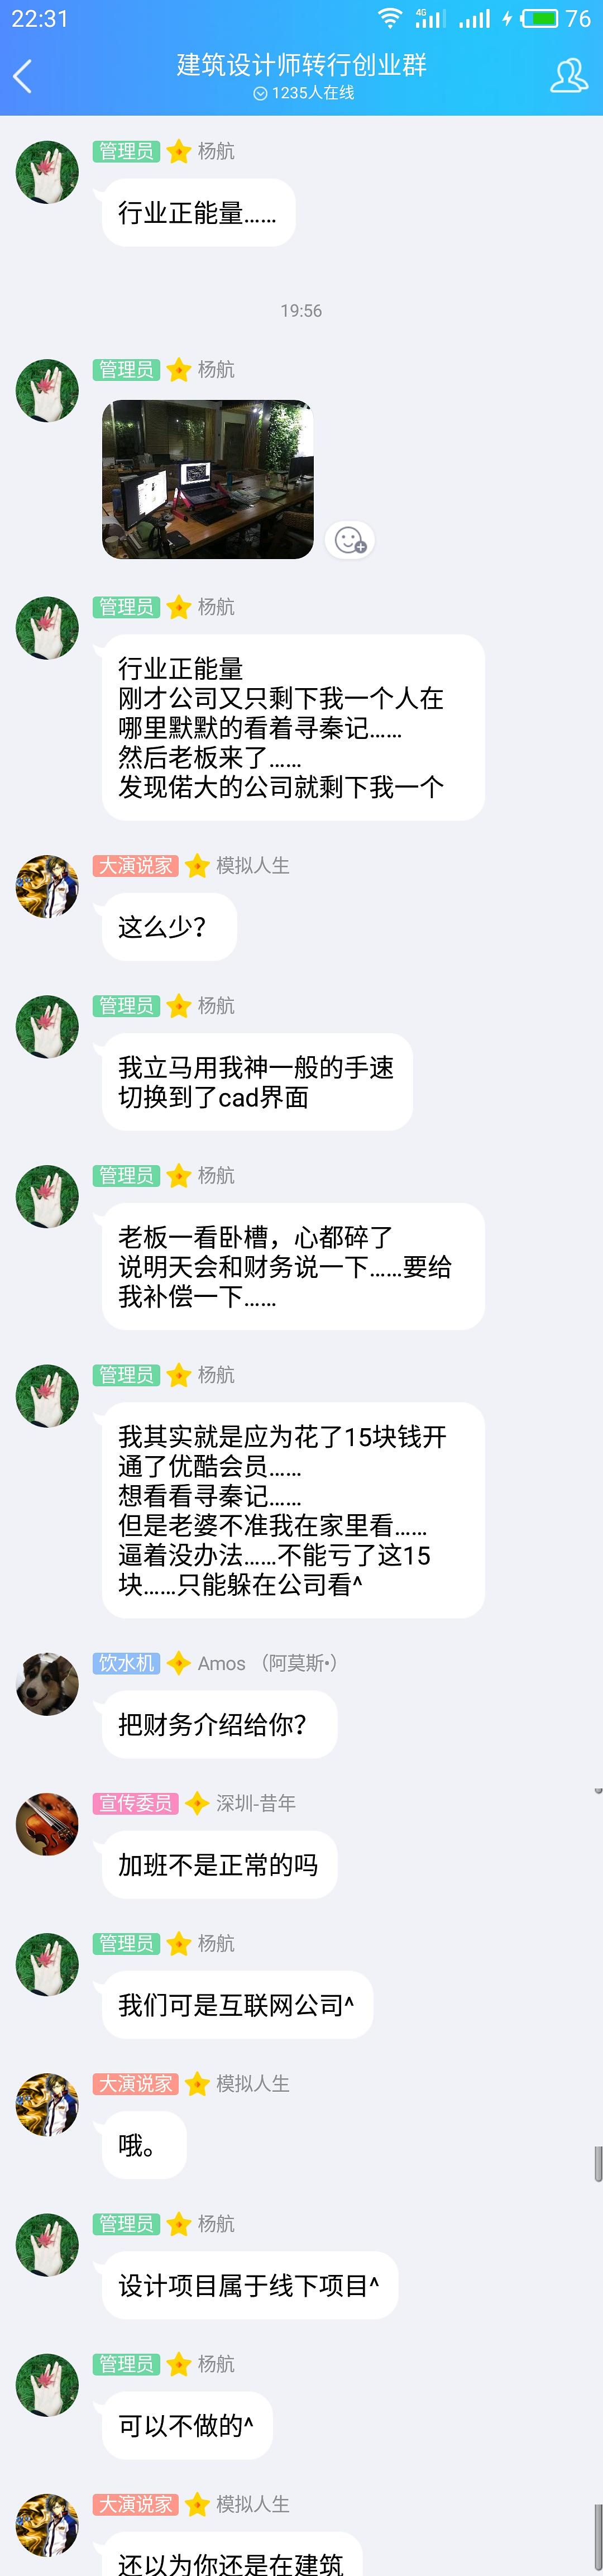 22:31
4G
76
建筑设计师转行创业群
1235人在线
管理员 杨航
行业正能量……
19:56
管理员 杨航
管理员 杨航
行业正能量
刚才公司又只剩下我一个人在
哪里默默的看着寻秦记……
然后老板来了……
发现偌大的公司就剩下我一个
大演说家 模拟人生
这么少？
管理员 杨航
我立马用我神一般的手速
切换到了cad界面
管理员 杨航
老板一看卧槽，心都碎了
说明天会和财务说一下……要给
我补偿一下……
管理员 杨航
我其实就是应为花了15块钱开
通了优酷会员……
想看看寻秦记……
但是老婆不准我在家里看……
逼着没办法……不能亏了这15
块……只能躲在公司看^
饮水机 Amos （阿莫斯•）
把财务介绍给你？
宣传委员 深圳-昔年
加班不是正常的吗
管理员 杨航
我们可是互联网公司^
大演说家 模拟人生
哦。
管理员 杨航
设计项目属于线下项目^
管理员 杨航
可以不做的^
大演说家 模拟人生
还以为你还是在建筑